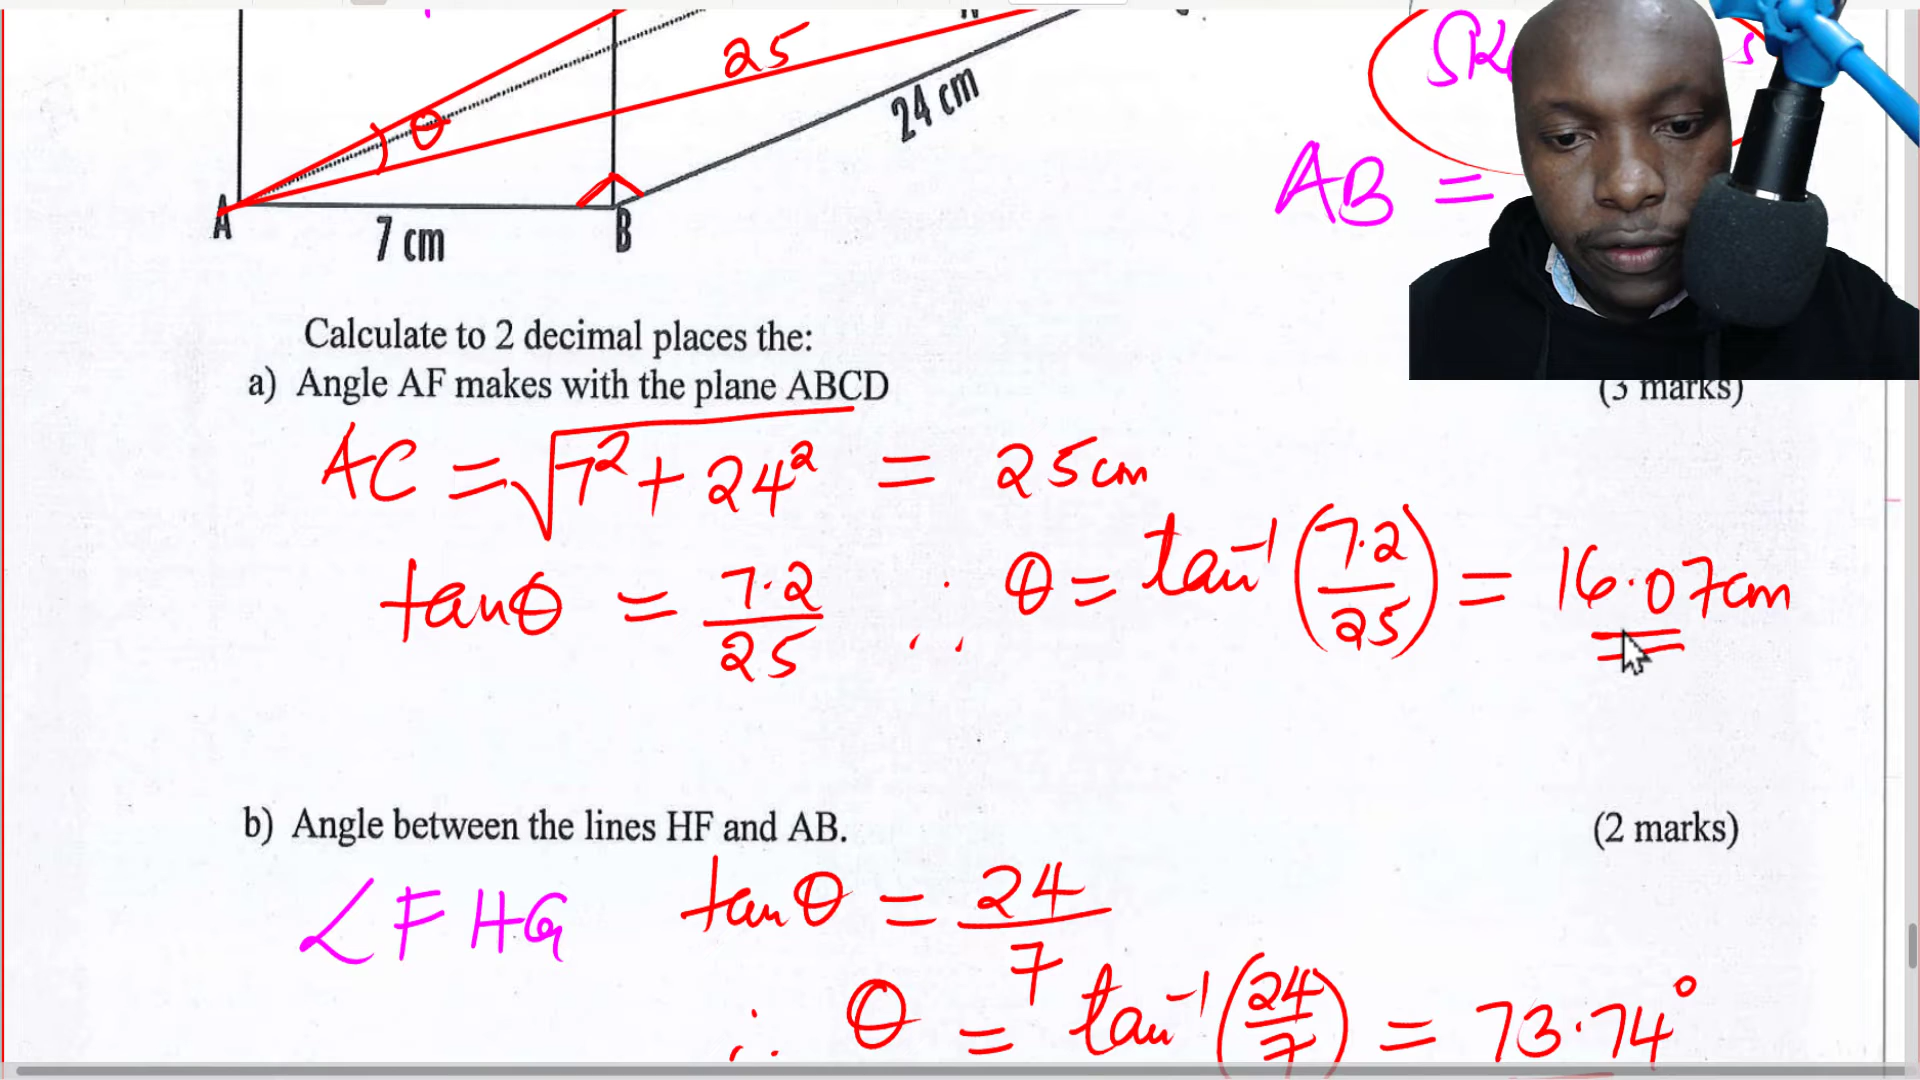 25
θ
24 cm
AB =
A
7 cm
B
Calculate to 2 decimal places the:
a) Angle AF makes with the plane ABCD
(3 marks)
AC = √7² + 24² = 25cm
tanθ = 7.2/25 ∴ θ = tan⁻¹(7.2/25) = 16.07cm
b) Angle between the lines HF and AB.
(2 marks)
∠FHG tanθ = 24/7
∴ θ = tan⁻¹(24/7) = 73.74°